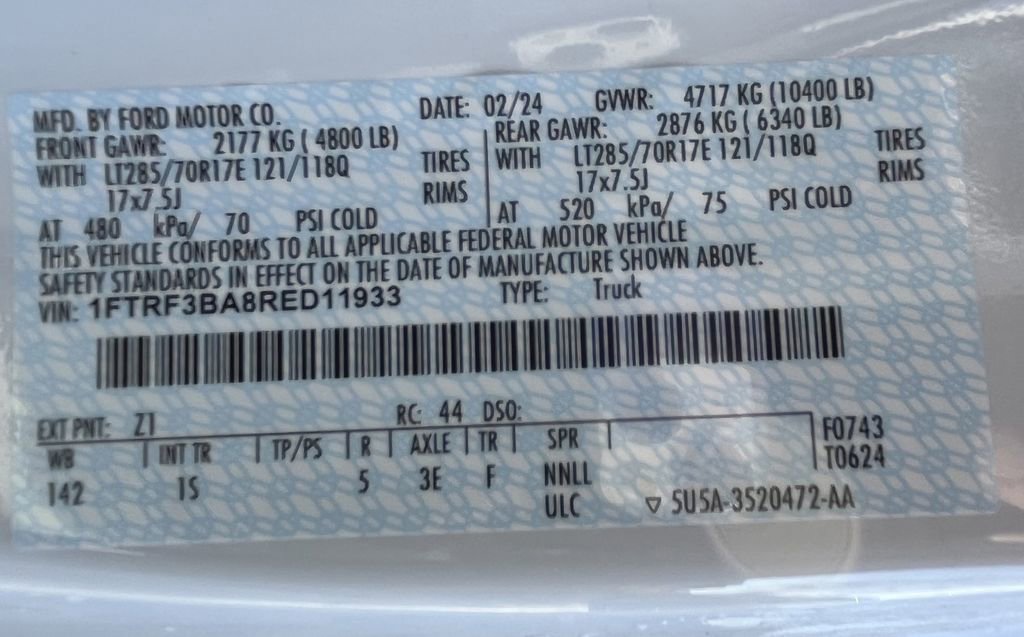 MFD. BY FORD MOTOR CO. DATE: 02/24 GVWR: 4717 KG (10400 LB)
FRONT GAWR: 2177 KG ( 4800 LB) REAR GAWR: 2876 KG ( 6340 LB)
WITH LT285/70R17E 121/118Q TIRES WITH LT285/70R17E 121/118Q TIRES
17x7.5J RIMS 17x7.5J RIMS
AT 480 kPa/ 70 PSI COLD AT 520 kPa/ 75 PSI COLD
THIS VEHICLE CONFORMS TO ALL APPLICABLE FEDERAL MOTOR VEHICLE
SAFETY STANDARDS IN EFFECT ON THE DATE OF MANUFACTURE SHOWN ABOVE.
VIN: 1FTRF3BA8RED11933 TYPE: Truck
EXT PNT: Z1 RC: 44 DSO:
WB INT TR TP/PS R AXLE TR SPR F0743
142 1S 5 3E F NNLL T0624
ULC ▽ 5U5A-3520472-AA